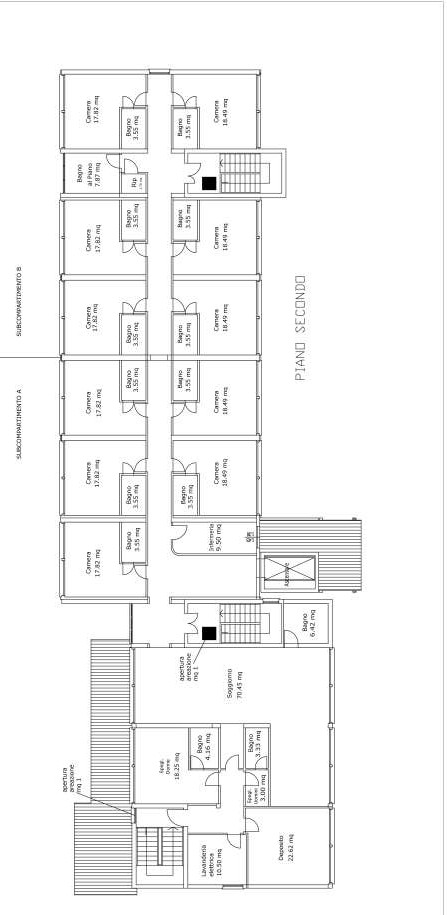 Camera
17.82 mq
Bagno
3.55 mq
Bagno
3.55 mq
Camera
18.49 mq
Bagno
al Piano
7.87 mq
Rip
Camera
17.82 mq
Bagno
3.55 mq
Bagno
3.55 mq
Camera
18.49 mq
SUBCOMPARTIMENTO B
Camera
17.82 mq
Bagno
3.55 mq
Bagno
3.55 mq
Camera
18.49 mq
PIANO SECONDO
SUBCOMPARTIMENTO A
Camera
17.82 mq
Bagno
3.55 mq
Bagno
3.55 mq
Camera
18.49 mq
Camera
17.82 mq
Bagno
3.55 mq
Bagno
3.55 mq
Camera
18.49 mq
Camera
17.82 mq
Bagno
3.55 mq
Infermeria
9.50 mq
Ascensore
Bagno
6.42 mq
apertura
areazione
mq 1
Soggiorno
70.45 mq
apertura
areazione
mq 1
Spogl.
Donne
18.25 mq
Bagno
4.16 mq
Bagno
3.33 mq
Spogl.
Uomini
3.00 mq
Lavanderia
elettrica
10.50 mq
Deposito
22.62 mq